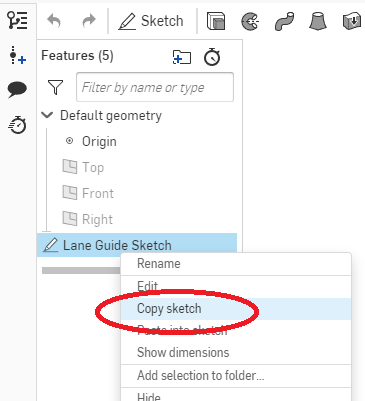 Sketch
Features (5)
Filter by name or type
Default geometry
Origin
Top
Front
Right
Lane Guide Sketch
Rename
Edit
Copy sketch
Paste into sketch
Show dimensions
Add selection to folder...
Hide